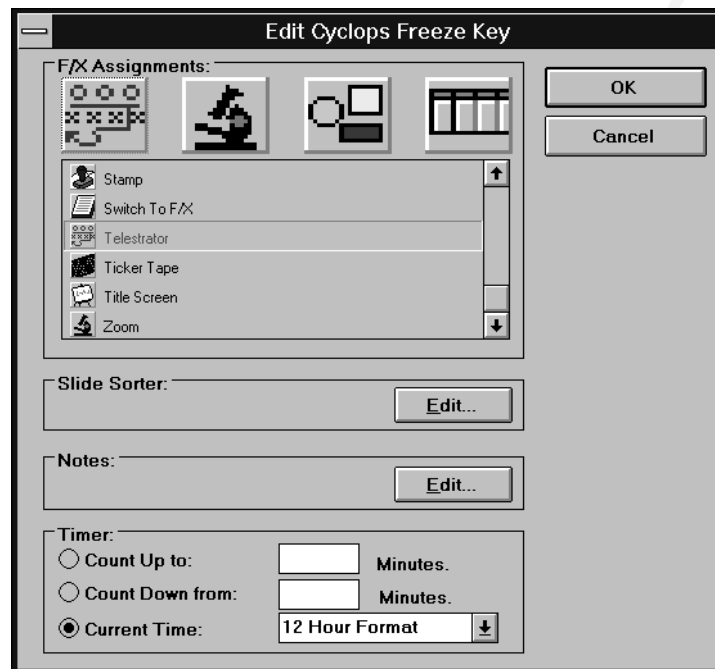 Edit Cyclops Freeze Key
F/X Assignments:
OK
Cancel
Stamp
Switch To F/X
Telestrator
Ticker Tape
Title Screen
Zoom
Slide Sorter:
Edit...
Notes:
Edit...
Timer:
Count Up to: Minutes.
Count Down from: Minutes.
Current Time: 12 Hour Format